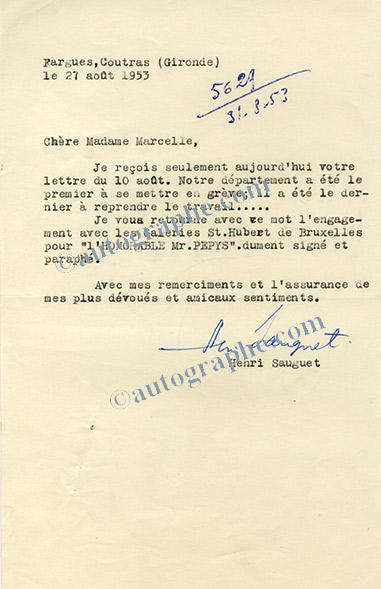 Fargues,Coutras (Gironde)
le 27 août 1953
5629
31-8-53
Chère Madame Marcelle,
Je reçois seulement aujourd'hui votre
lettre du 10 août. Notre département a été le
premier à se mettre en grève; il a été le der-
nier à reprendre le travail.....
Je vous retourne avec ce mot l'engage-
ment avec les galeries St.Hubert de Bruxelles
pour "l'HONORABLE Mr.PEPYS".dument signé et
paraphé.
Avec mes remerciments et l'assurance de
mes plus dévoués et amicaux sentiments.
Henri Sauguet
Henri Sauguet
©autographe.com
©autographe.com
©autographe.com